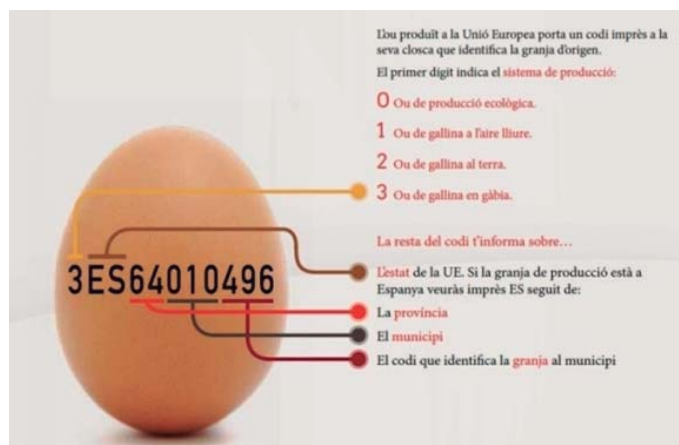 L'ou produït a la Unió Europea porta un codi imprès a la
seva closca que identifica la granja d'origen.
El primer dígit indica el sistema de producció:
0 Ou de producció ecològica.
1 Ou de gallina a l'aire lliure.
2 Ou de gallina al terra.
3 Ou de gallina en gàbia.
La resta del codi t'informa sobre...
3ES64010496
L'estat de la UE. Si la granja de producció està a
Espanya veuràs imprès ES seguit de:
La província
El municipi
El codi que identifica la granja al municipi